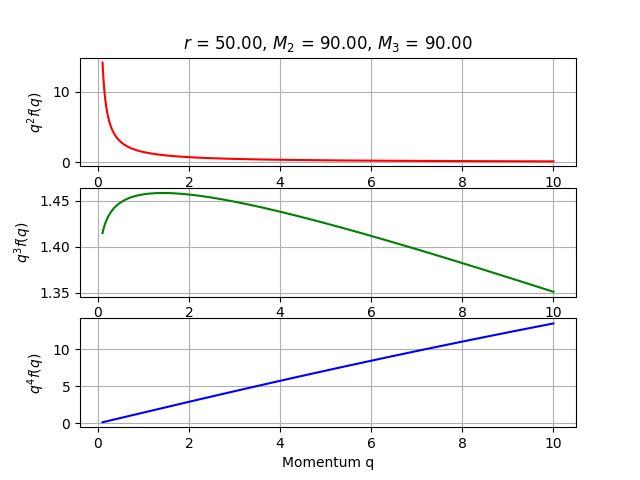 r = 50.00, M₂ = 90.00, M₃ = 90.00
10
0
q²f(q)
0 2 4 6 8 10
1.45
1.40
1.35
q³f(q)
0 2 4 6 8 10
10
5
0
q⁴f(q)
0 2 4 6 8 10
Momentum q